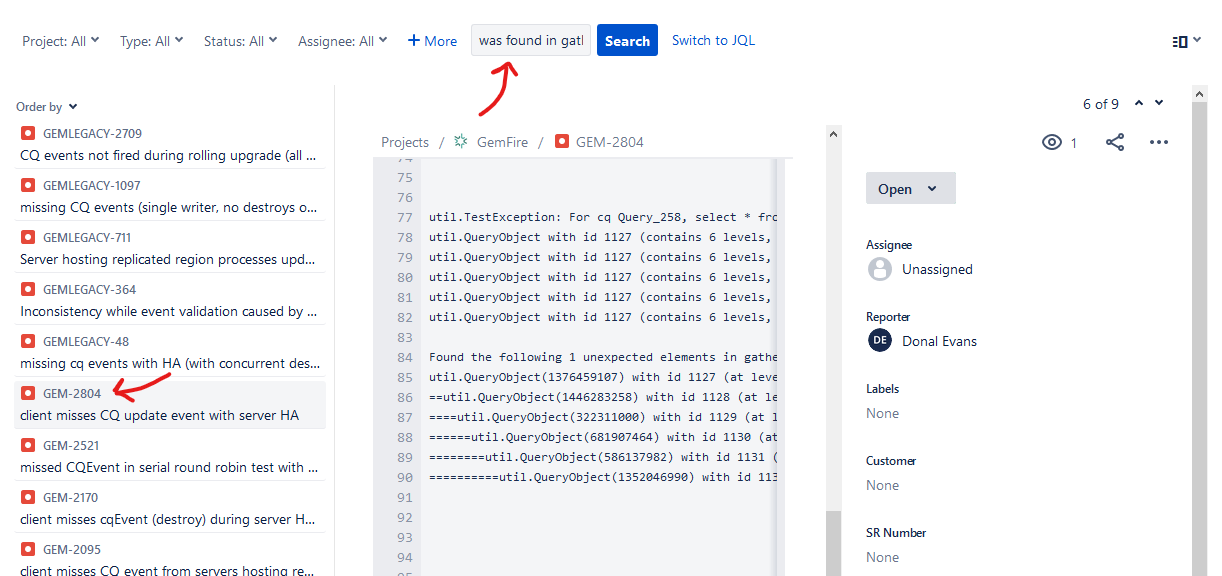 Project: All Type: All Status: All Assignee: All + More was found in gatl Search Switch to JQL
Order by
GEMLEGACY-2709
CQ events not fired during rolling upgrade (all ...
GEMLEGACY-1097
missing CQ events (single writer, no destroys o...
GEMLEGACY-711
Server hosting replicated region processes upd...
GEMLEGACY-364
Inconsistency while event validation caused by ...
GEMLEGACY-48
missing cq events with HA (with concurrent des...
GEM-2804
client misses CQ update event with server HA
GEM-2521
missed CQEvent in serial round robin test with ...
GEM-2170
client misses cqEvent (destroy) during server H...
GEM-2095
client misses CQ event from servers hosting re...
Projects / GemFire / GEM-2804
74
75
76
77 util.TestException: For cq Query_258, select * fro
78 util.QueryObject with id 1127 (contains 6 levels,
79 util.QueryObject with id 1127 (contains 6 levels,
80 util.QueryObject with id 1127 (contains 6 levels,
81 util.QueryObject with id 1127 (contains 6 levels,
82 util.QueryObject with id 1127 (contains 6 levels,
83
84 Found the following 1 unexpected elements in gathe
85 util.QueryObject(1376459107) with id 1127 (at leve
86 ==util.QueryObject(1446283258) with id 1128 (at le
87 ====util.QueryObject(322311000) with id 1129 (at l
88 ======util.QueryObject(681907464) with id 1130 (at
89 ========util.QueryObject(586137982) with id 1131 (
90 ==========util.QueryObject(1352046990) with id 113
91
92
93
94
95
6 of 9
1
Open
Assignee
Unassigned
Reporter
DE Donal Evans
Labels
None
Customer
None
SR Number
None